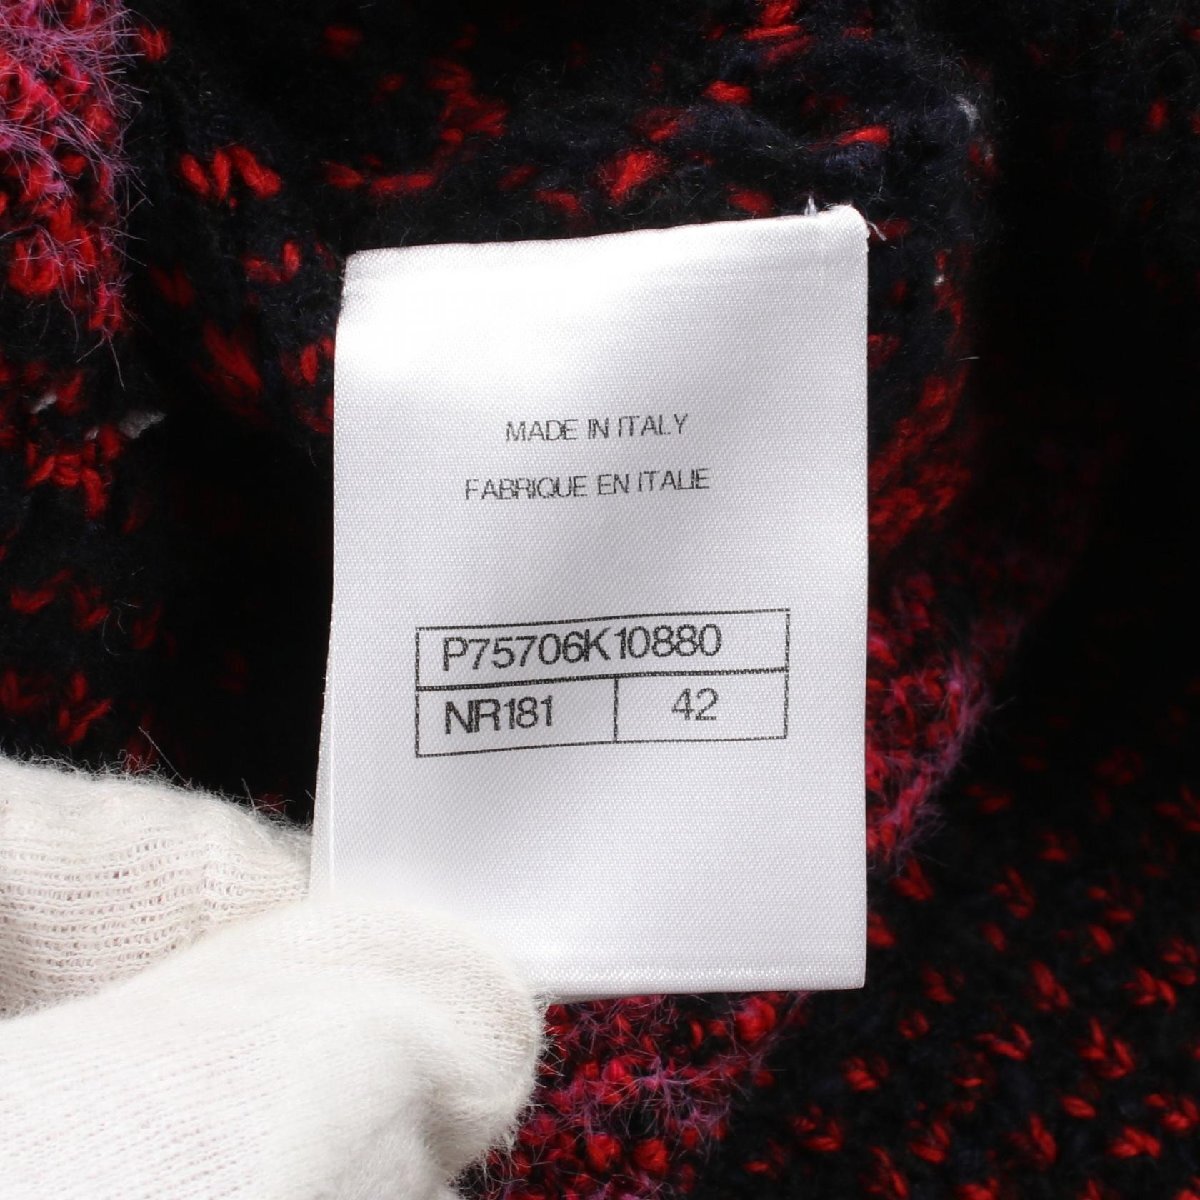 MADE IN ITALY
FABRIQUE EN ITALIE
P75706K10880
NR181 42